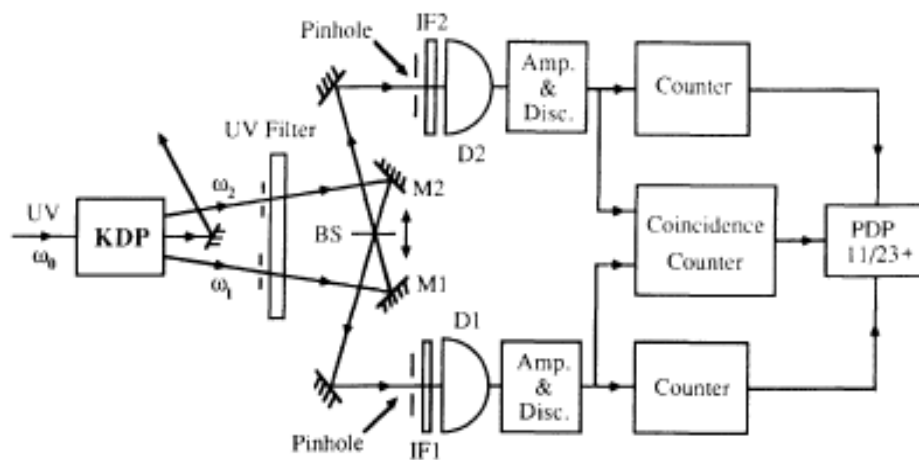 IF2
Pinhole
Amp.
&
Disc.
Counter
UV Filter
D2
ω2
M2
UV
KDP
BS
Coincidence
Counter
PDP
11/23+
ω0
ω1
M1
D1
Amp.
&
Disc.
Counter
Pinhole
IF1